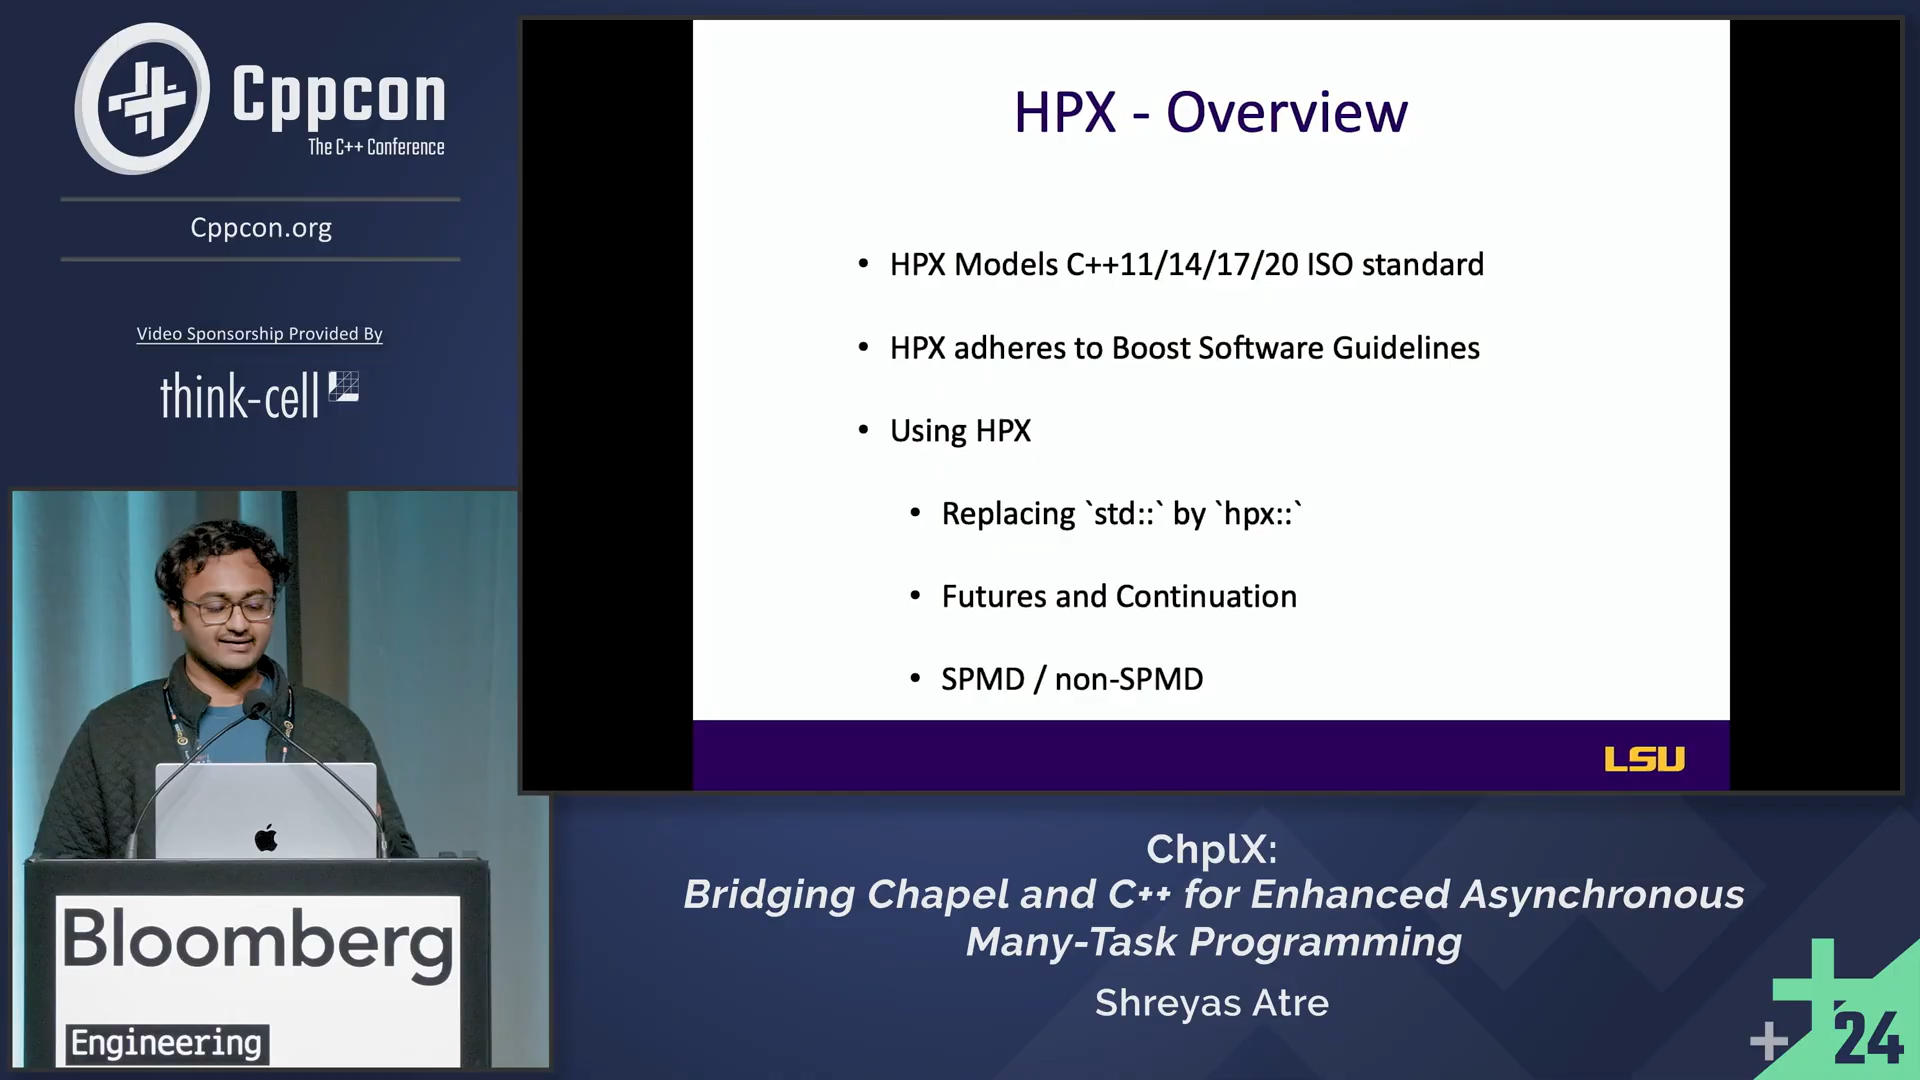 Cppcon
The C++ Conference
Cppcon.org
Video Sponsorship Provided By
think-cell
HPX - Overview
• HPX Models C++11/14/17/20 ISO standard
• HPX adheres to Boost Software Guidelines
• Using HPX
• Replacing `std::` by `hpx::`
• Futures and Continuation
• SPMD / non-SPMD
LSU
Bloomberg
Engineering
ChplX:
Bridging Chapel and C++ for Enhanced Asynchronous
Many-Task Programming
Shreyas Atre
24